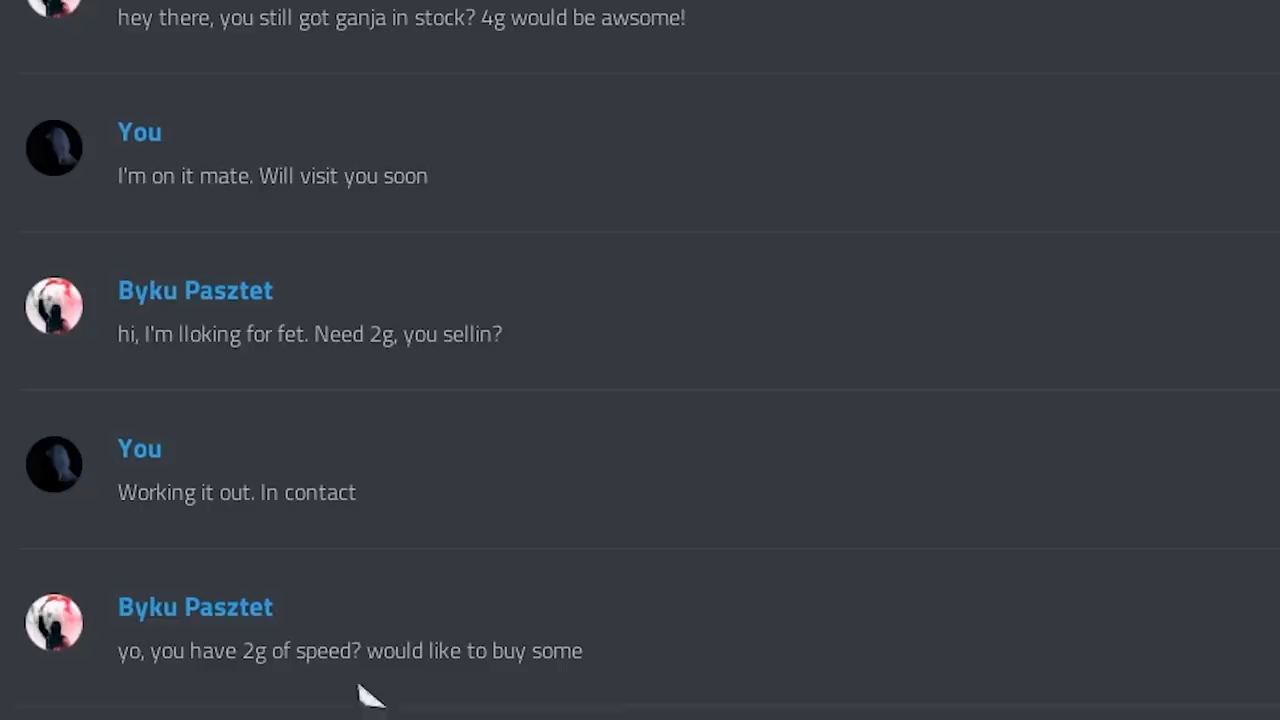 hey there, you still got ganja in stock? 4g would be awsome!
You
I'm on it mate. Will visit you soon
Byku Pasztet
hi, I'm lloking for fet. Need 2g, you sellin?
You
Working it out. In contact
Byku Pasztet
yo, you have 2g of speed? would like to buy some